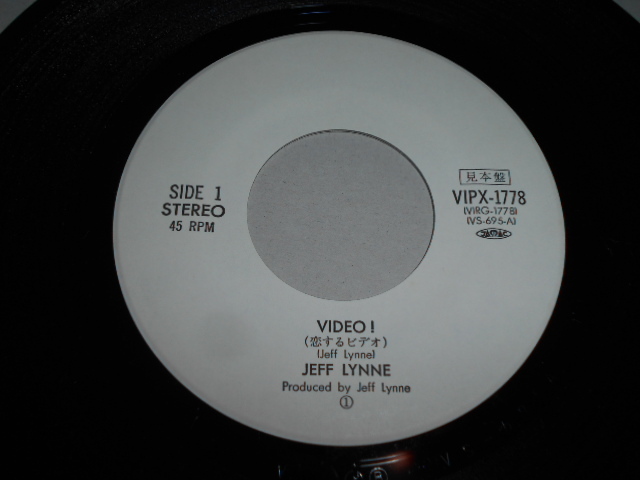 SIDE 1
STEREO
45 RPM
見本盤
VIPX-1778
(VIRG-1778)
(VS-695-A)
VIDEO!
(恋するビデオ)
(Jeff Lynne)
JEFF LYNNE
Produced by Jeff Lynne
①